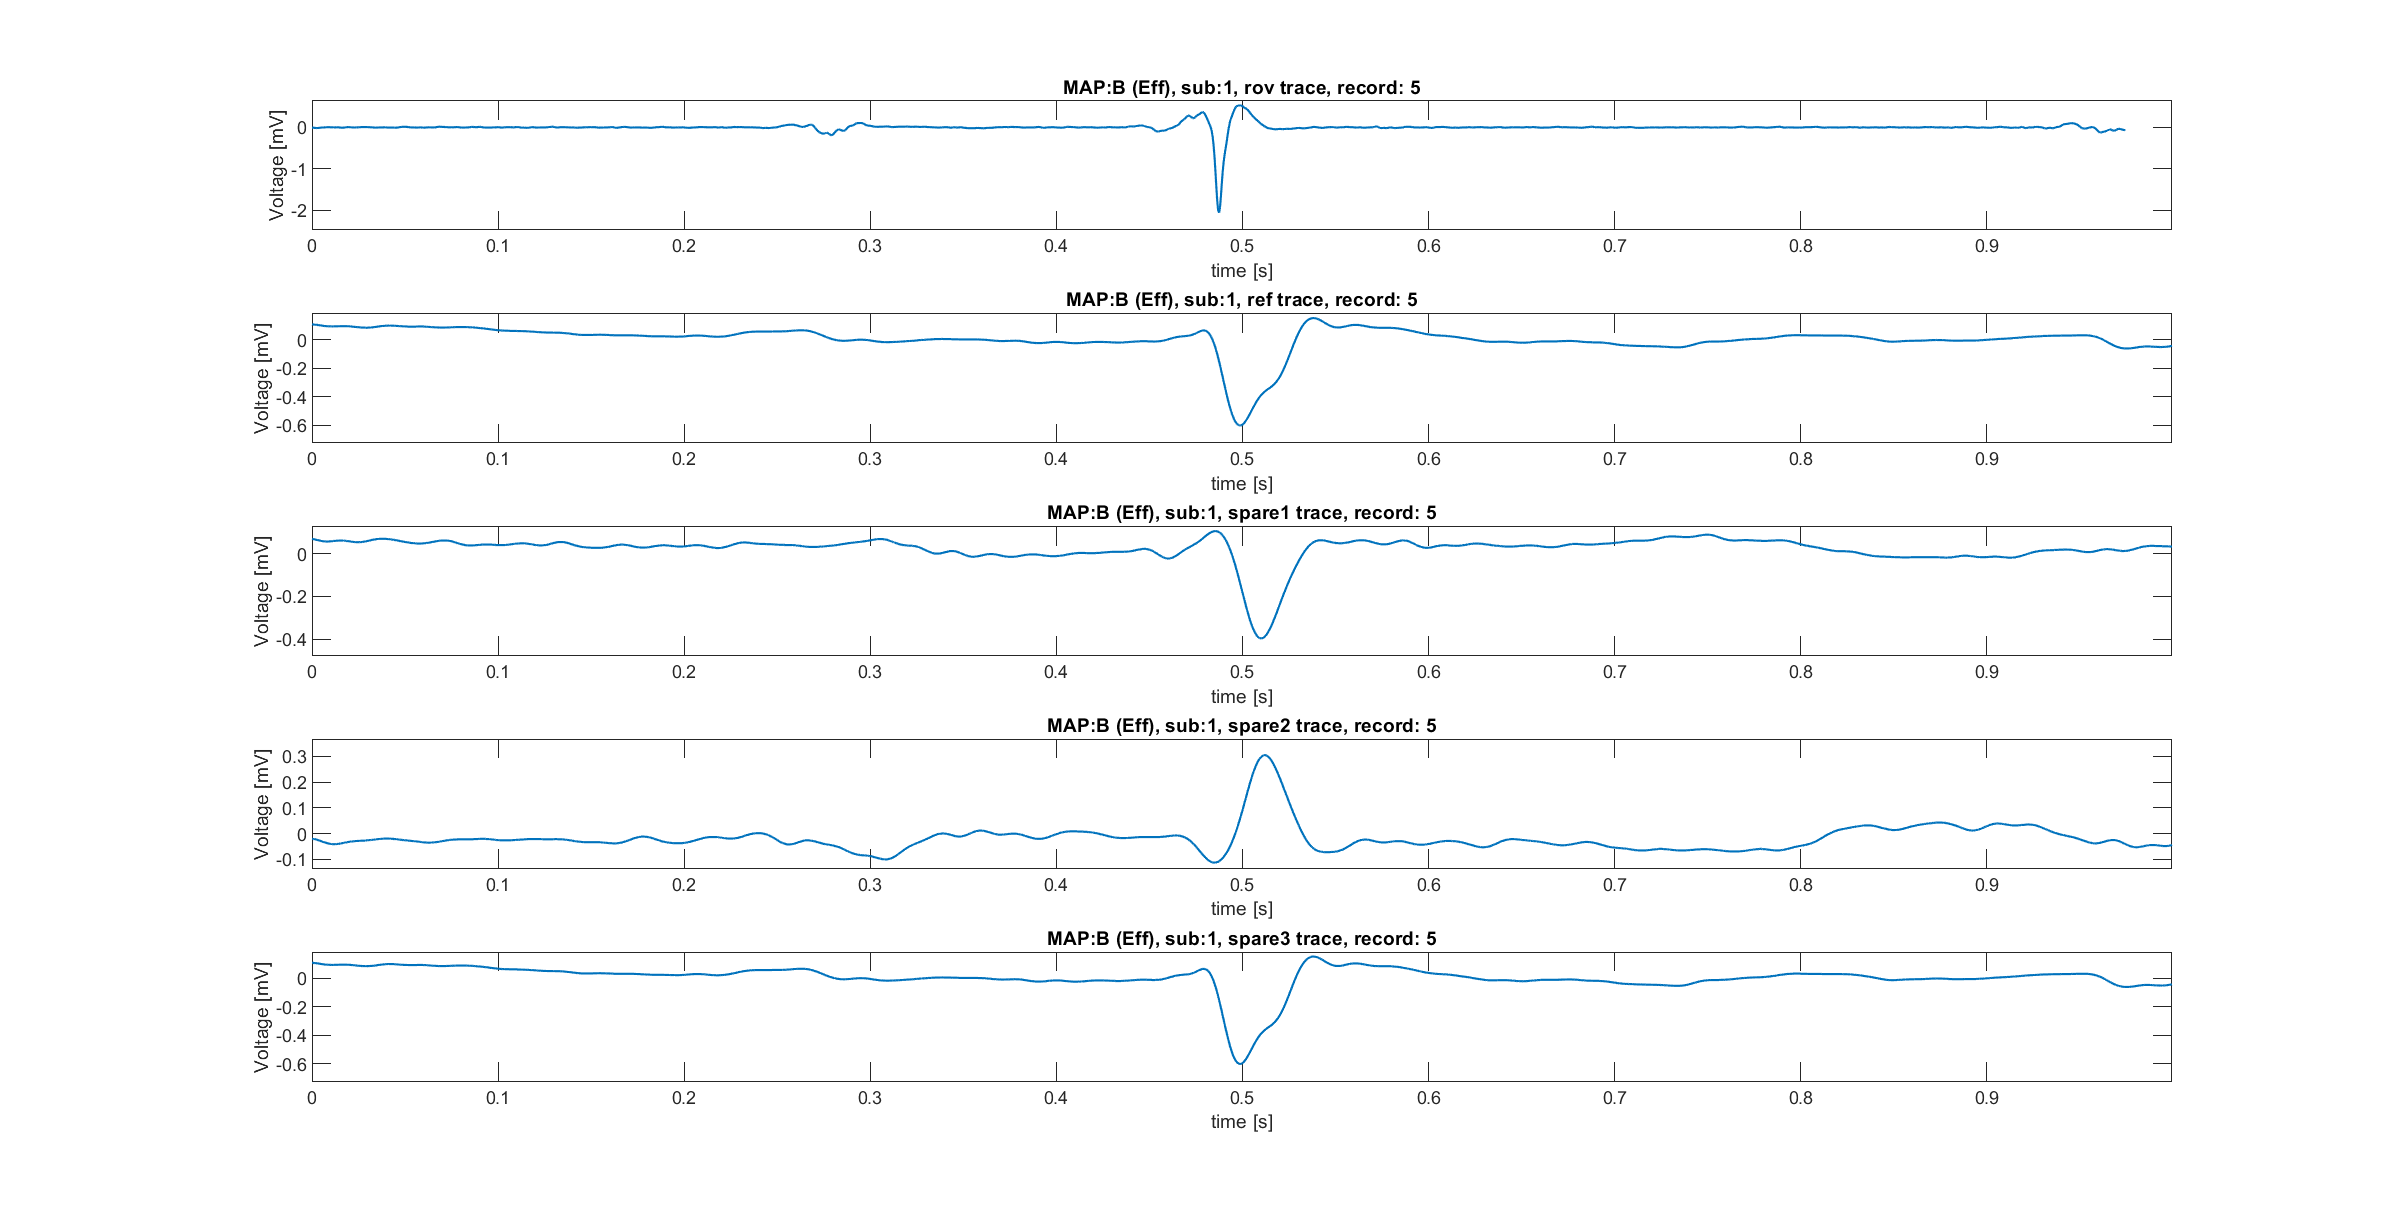 MAP:B (Eff), sub:1, rov trace, record: 5
Voltage [mV]
0
-1
-2
0 0.1 0.2 0.3 0.4 0.5 0.6 0.7 0.8 0.9
time [s]
MAP:B (Eff), sub:1, ref trace, record: 5
Voltage [mV]
0
-0.2
-0.4
-0.6
0 0.1 0.2 0.3 0.4 0.5 0.6 0.7 0.8 0.9
time [s]
MAP:B (Eff), sub:1, spare1 trace, record: 5
Voltage [mV]
0
-0.2
-0.4
0 0.1 0.2 0.3 0.4 0.5 0.6 0.7 0.8 0.9
time [s]
MAP:B (Eff), sub:1, spare2 trace, record: 5
Voltage [mV]
0.3
0.2
0.1
0
-0.1
0 0.1 0.2 0.3 0.4 0.5 0.6 0.7 0.8 0.9
time [s]
MAP:B (Eff), sub:1, spare3 trace, record: 5
Voltage [mV]
0
-0.2
-0.4
-0.6
0 0.1 0.2 0.3 0.4 0.5 0.6 0.7 0.8 0.9
time [s]